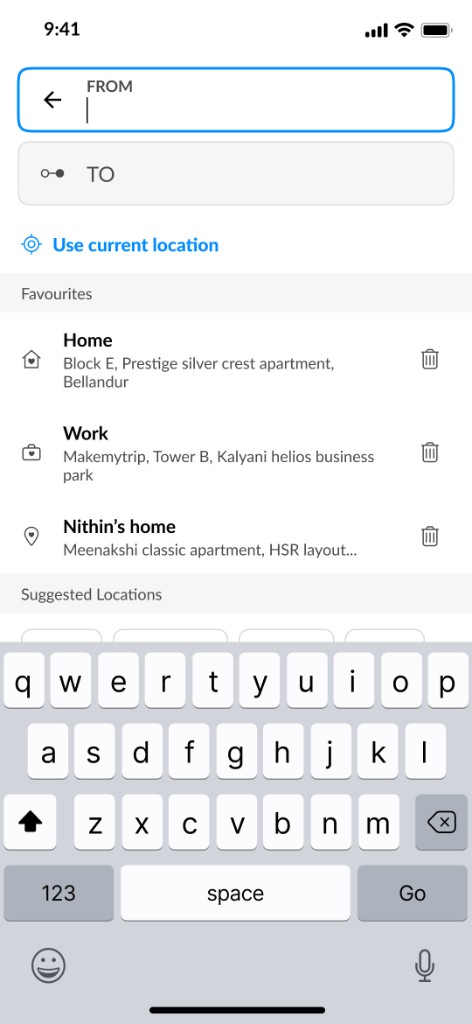 9:41
FROM
TO
Use current location
Favourites
Home
Block E, Prestige silver crest apartment,
Bellandur
Work
Makemytrip, Tower B, Kalyani helios business
park
Nithin’s home
Meenakshi classic apartment, HSR layout...
Suggested Locations
q w e r t y u i o p
a s d f g h j k l
z x c v b n m
123 space Go